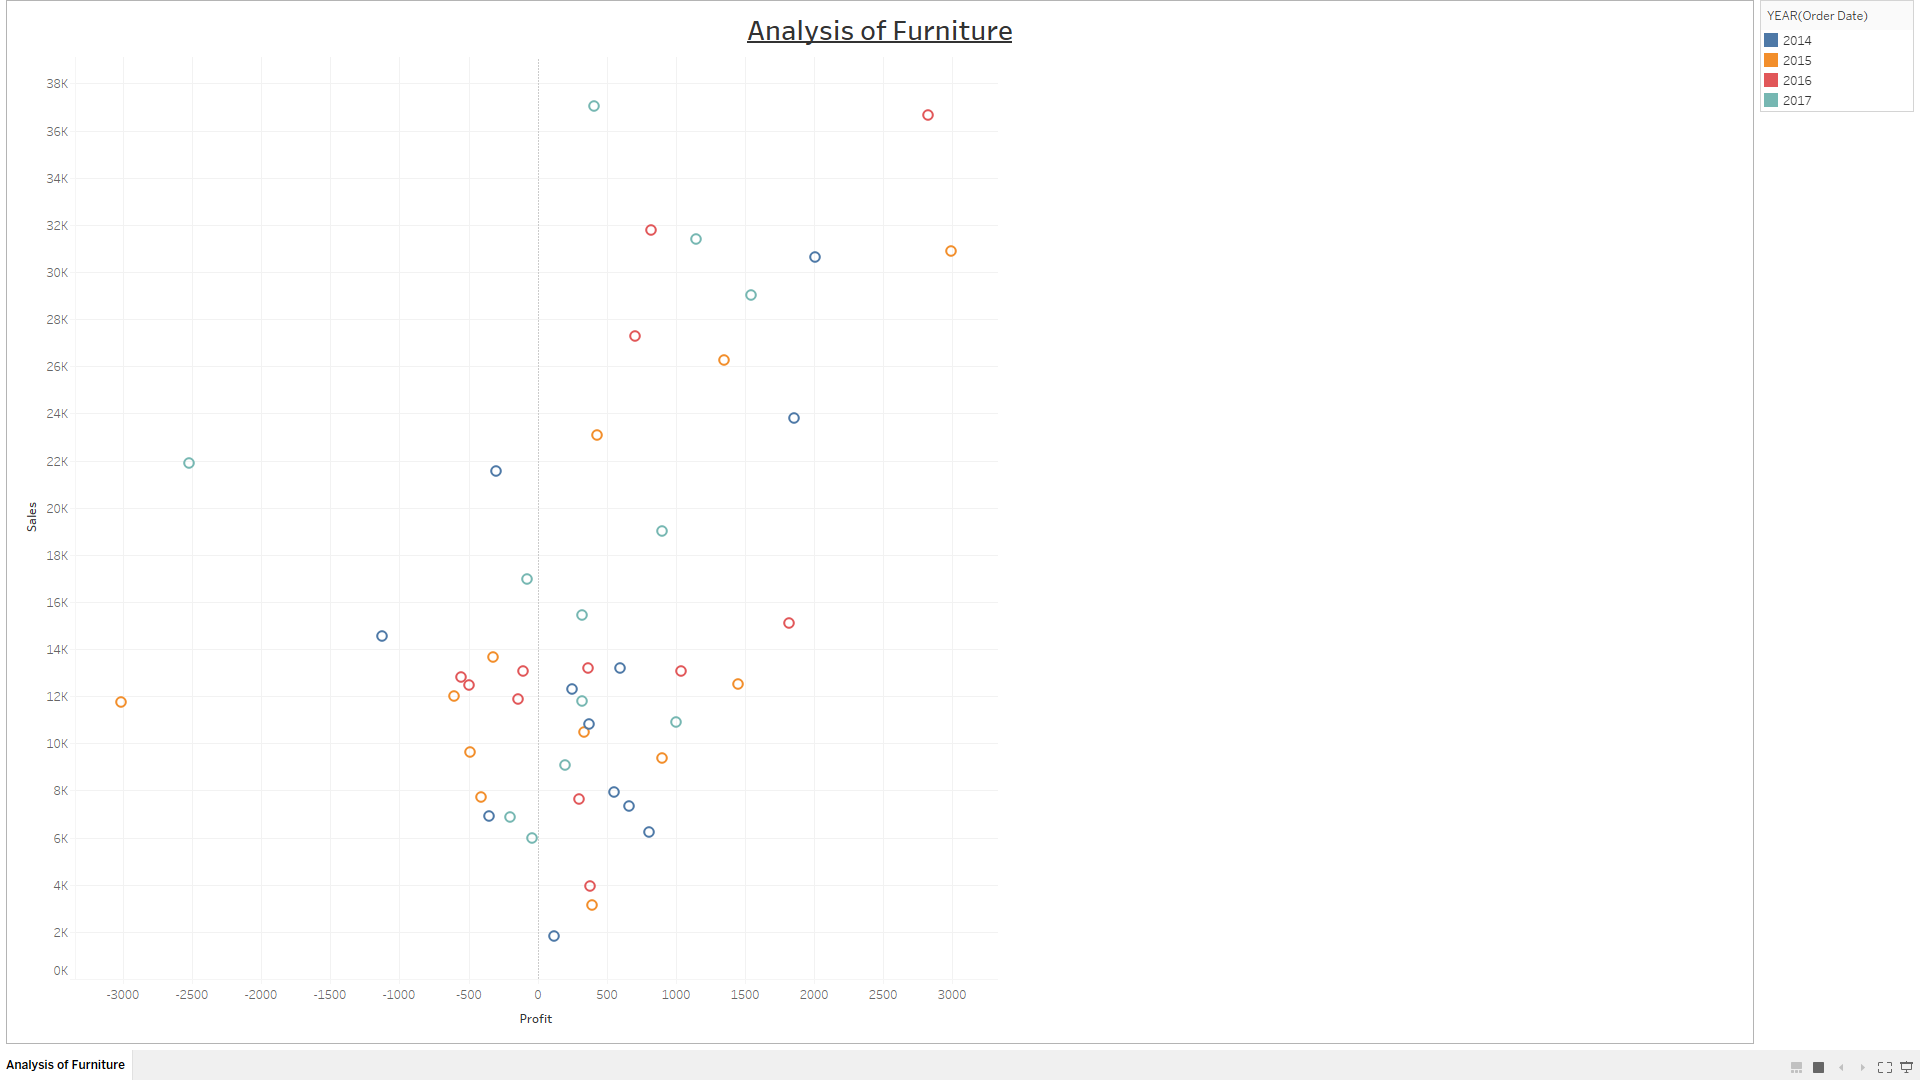 Analysis of Furniture
YEAR(Order Date)
2014
2015
2016
2017
38K
36K
34K
32K
30K
28K
26K
24K
22K
20K
18K
16K
14K
12K
10K
8K
6K
4K
2K
0K
Sales
-3000 -2500 -2000 -1500 -1000 -500 0 500 1000 1500 2000 2500 3000
Profit
Analysis of Furniture